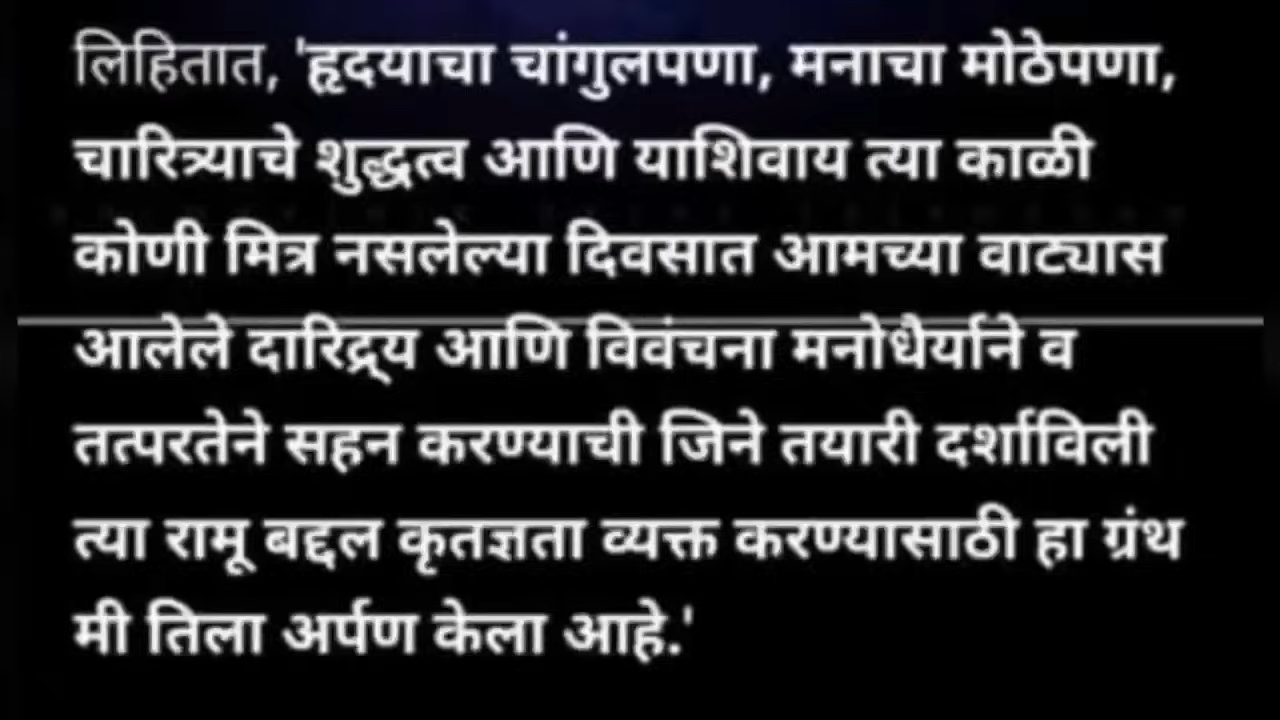 लिहितात, 'हृदयाचा चांगुलपणा, मनाचा मोठेपणा,
चारित्र्याचे शुद्धत्व आणि याशिवाय त्या काळी
कोणी मित्र नसलेल्या दिवसात आमच्या वाट्यास
आलेले दारिद्र्य आणि विवंचना मनोधैर्याने व
तत्परतेने सहन करण्याची जिने तयारी दर्शाविली
त्या रामू बद्दल कृतज्ञता व्यक्त करण्यासाठी हा ग्रंथ
मी तिला अर्पण केला आहे.'